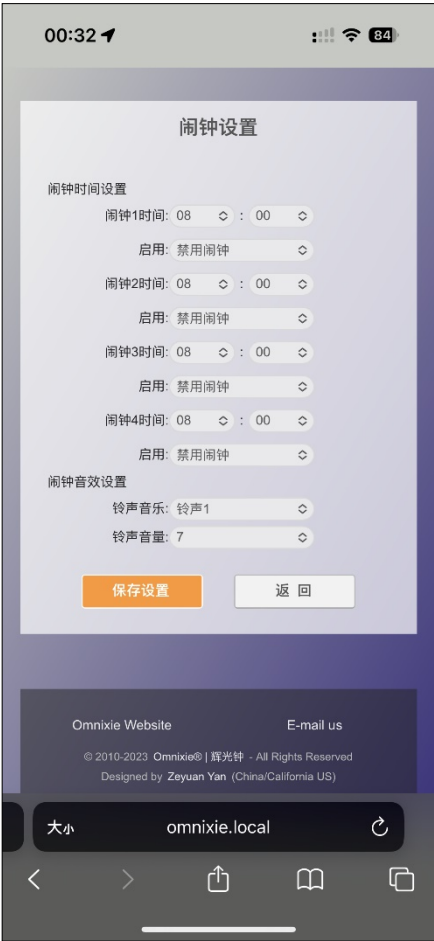 00:32
84
闹钟设置
闹钟时间设置
闹钟1时间: 08 : 00
启用: 禁用闹钟
闹钟2时间: 08 : 00
启用: 禁用闹钟
闹钟3时间: 08 : 00
启用: 禁用闹钟
闹钟4时间: 08 : 00
启用: 禁用闹钟
闹钟音效设置
铃声音乐: 铃声1
铃声音量: 7
保存设置 返 回
Omnixie Website E-mail us
© 2010-2023 Omnixie® | 辉光钟 - All Rights Reserved
Designed by Zeyuan Yan (China/California US)
大小 omnixie.local